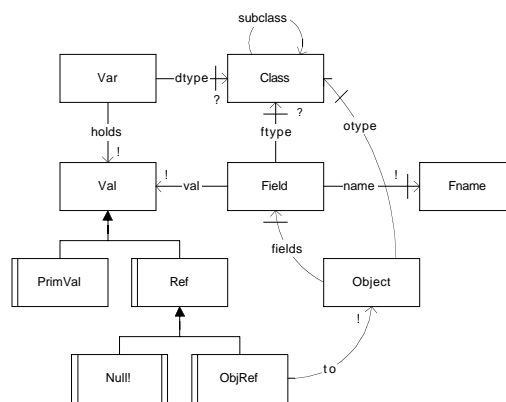 subclass
Var
dtype
?
Class
holds
!
ftype
?
otype
Val
!
val
Field
name
!
Fname
fields
PrimVal
Ref
Object
!
Null!
ObjRef
to